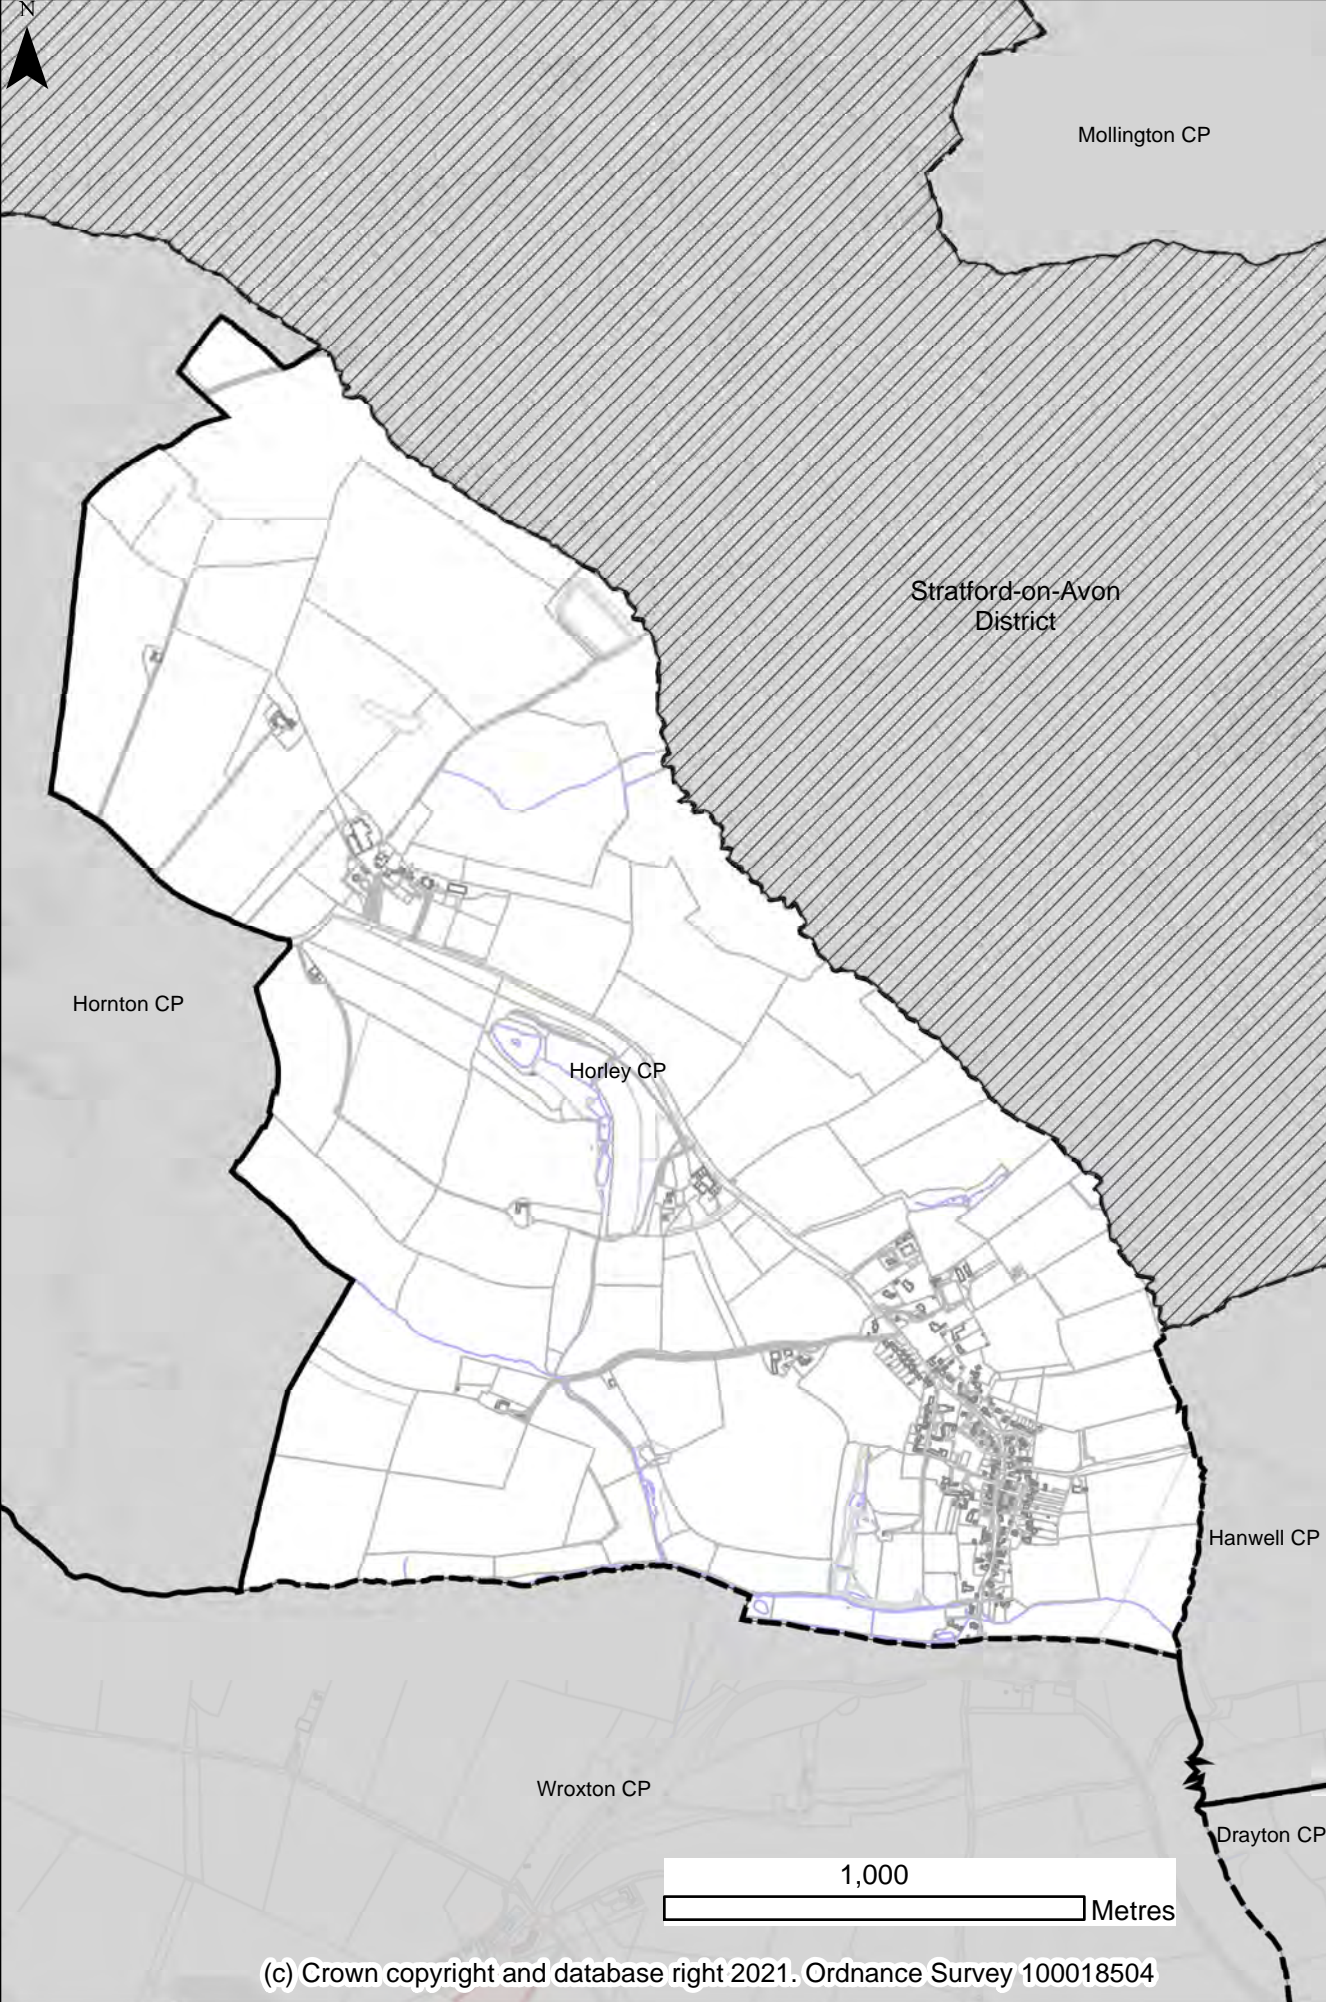 N
Mollington CP
Stratford-on-Avon
District
Hornton CP
Horley CP
Hanwell CP
Wroxton CP
Drayton CP
1,000
Metres
(c) Crown copyright and database right 2021. Ordnance Survey 100018504